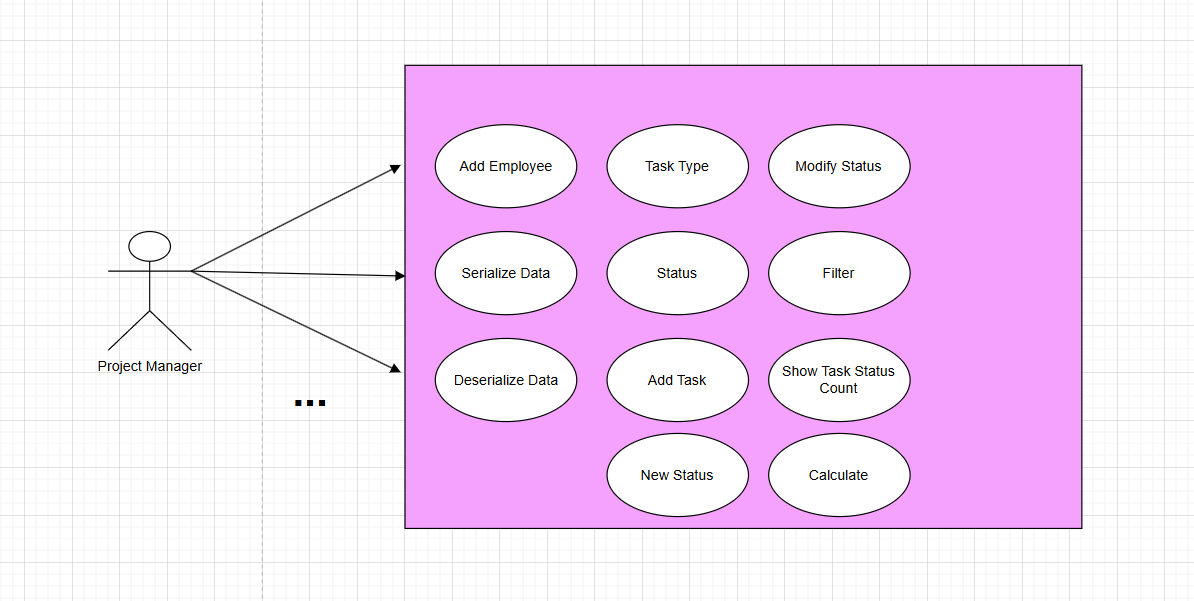 Add Employee
Task Type
Modify Status
Serialize Data
Status
Filter
Project Manager
Deserialize Data
Add Task
Show Task Status
Count
...
New Status
Calculate